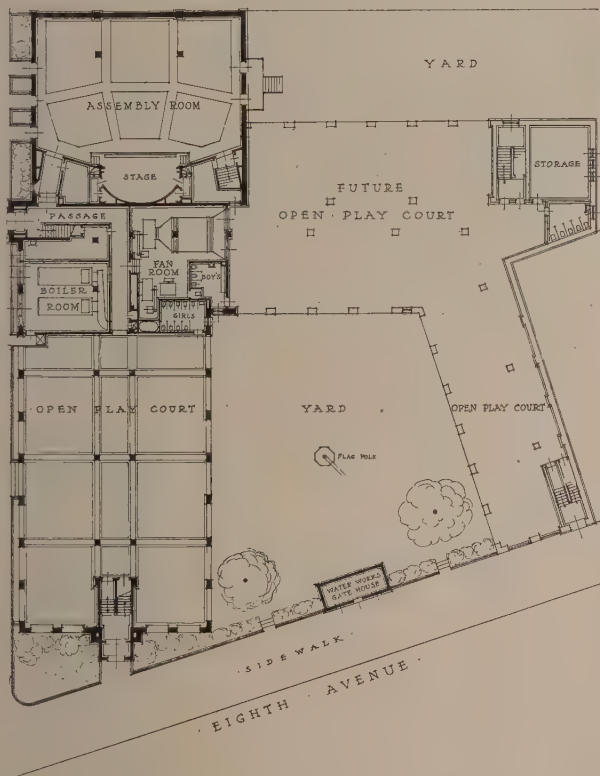 YARD
ASSEMBLY ROOM
STORAGE
STAGE
FUTURE
OPEN · PLAY COURT
PASSAGE
FAN
ROOM
BOY'S
BOILER
ROOM
GIRLS
OPEN PLAY COURT
YARD
OPEN PLAY COURT
FLAG POLE
WATER WORKS
GATE HOUSE
· SIDEWALK ·
· EIGHTH · AVENUE ·